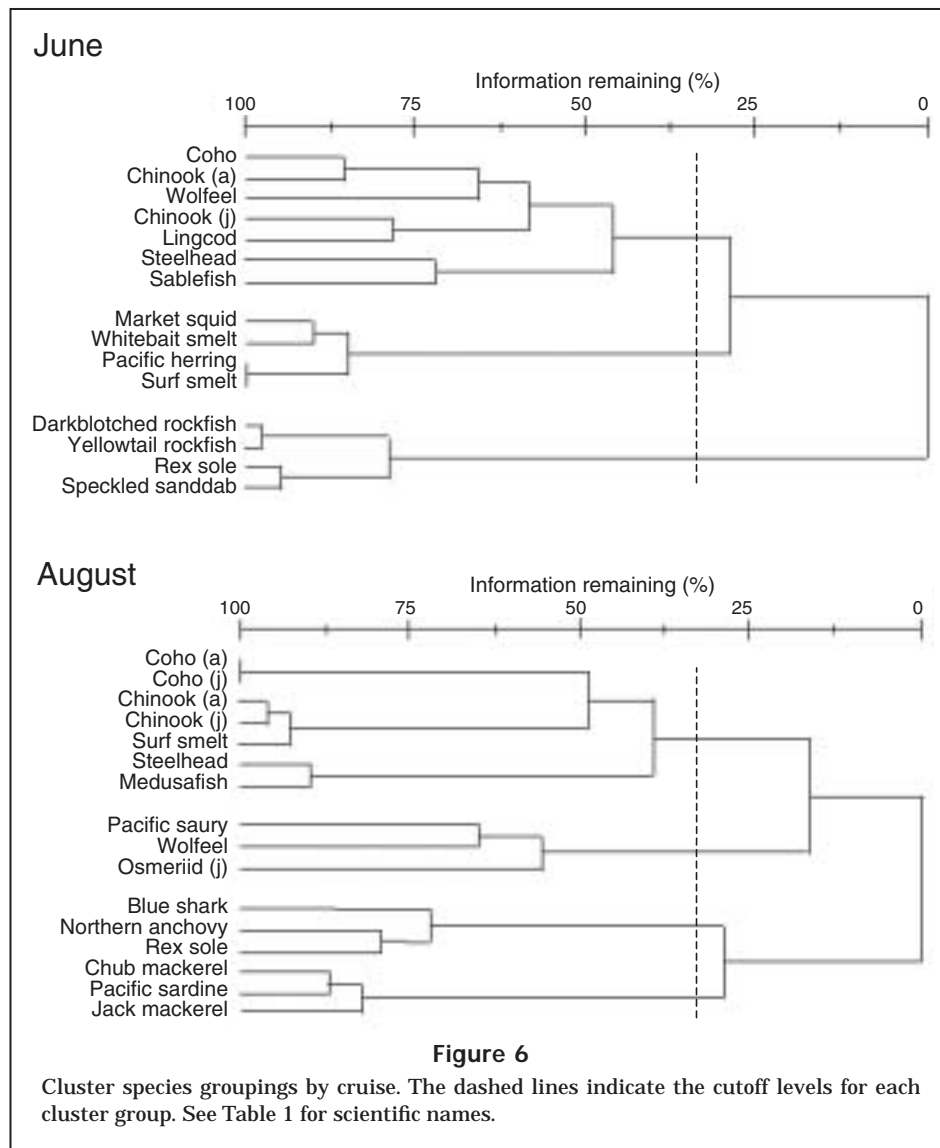 June
Information remaining (%)
100 75 50 25 0
Coho
Chinook (a)
Wolfeel
Chinook (j)
Lingcod
Steelhead
Sablefish
Market squid
Whitebait smelt
Pacific herring
Surf smelt
Darkblotched rockfish
Yellowtail rockfish
Rex sole
Speckled sanddab
August
Information remaining (%)
100 75 50 25 0
Coho (a)
Coho (j)
Chinook (a)
Chinook (j)
Surf smelt
Steelhead
Medusafish
Pacific saury
Wolfeel
Osmeriid (j)
Blue shark
Northern anchovy
Rex sole
Chub mackerel
Pacific sardine
Jack mackerel
Figure 6
Cluster species groupings by cruise. The dashed lines indicate the cutoff levels for each
cluster group. See Table 1 for scientific names.